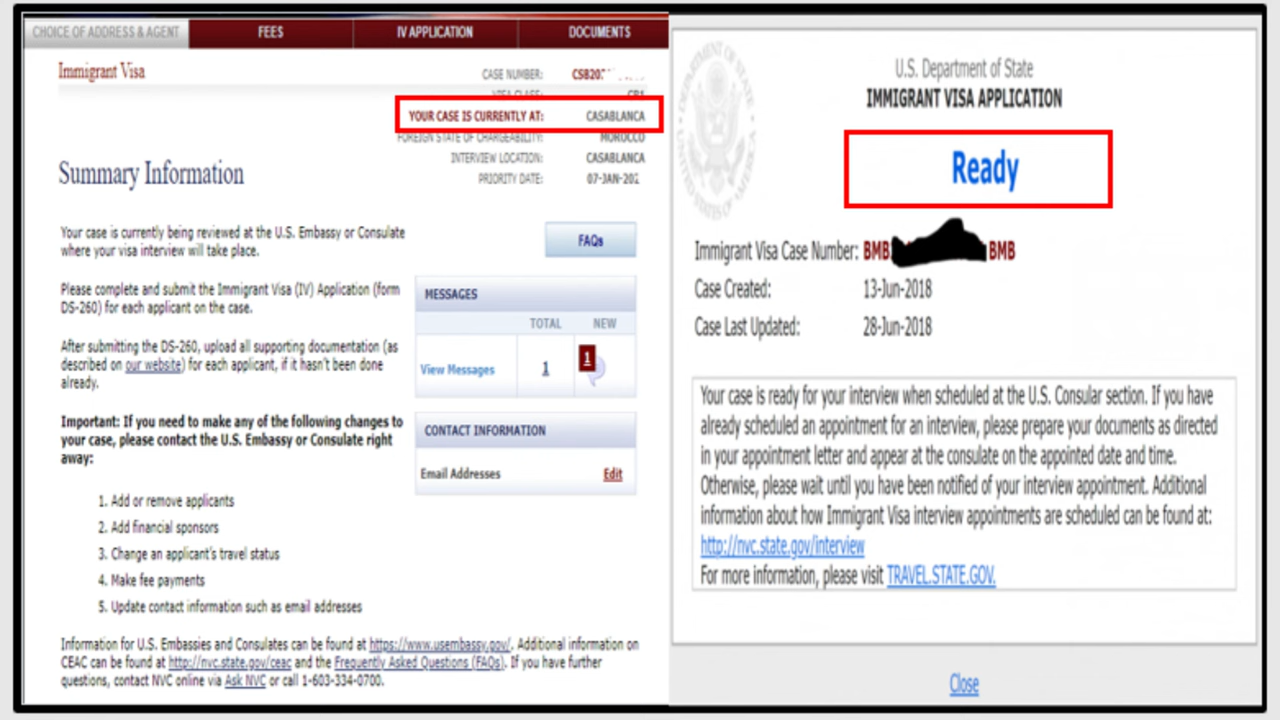 CHOICE OF ADDRESS & AGENT
FEES
IV APPLICATION
DOCUMENTS
Immigrant Visa
CASE NUMBER: CSB20
VISA CLASS: CR1
YOUR CASE IS CURRENTLY AT: CASABLANCA
FOREIGN STATE OF CHARGEABILITY: MOROCCO
INTERVIEW LOCATION: CASABLANCA
PRIORITY DATE: 07-JAN-202
Summary Information
Your case is currently being reviewed at the U.S. Embassy or Consulate
where your visa interview will take place.
FAQs
Please complete and submit the Immigrant Visa (IV) Application (form
DS-260) for each applicant on the case.
After submitting the DS-260, upload all supporting documentation (as
described on our website) for each applicant, if it hasn't been done
already.
Important: If you need to make any of the following changes to
your case, please contact the U.S. Embassy or Consulate right
away:
1. Add or remove applicants
2. Add financial sponsors
3. Change an applicant's travel status
4. Make fee payments
5. Update contact information such as email addresses
MESSAGES
TOTAL NEW
View Messages 1 1
CONTACT INFORMATION
Email Addresses Edit
Information for U.S. Embassies and Consulates can be found at https://www.usembassy.gov/. Additional information on
CEAC can be found at http://nvc.state.gov/ceac and the Frequently Asked Questions (FAQs). If you have further
questions, contact NVC online via Ask NVC or call 1-603-334-0700.
U.S. Department of State
IMMIGRANT VISA APPLICATION
Ready
Immigrant Visa Case Number: BMB BMB
Case Created: 13-Jun-2018
Case Last Updated: 28-Jun-2018
Your case is ready for your interview when scheduled at the U.S. Consular section. If you have
already scheduled an appointment for an interview, please prepare your documents as directed
in your appointment letter and appear at the consulate on the appointed date and time.
Otherwise, please wait until you have been notified of your interview appointment. Additional
information about how Immigrant Visa interview appointments are scheduled can be found at:
http://nvc.state.gov/interview
For more information, please visit TRAVEL.STATE.GOV.
Close